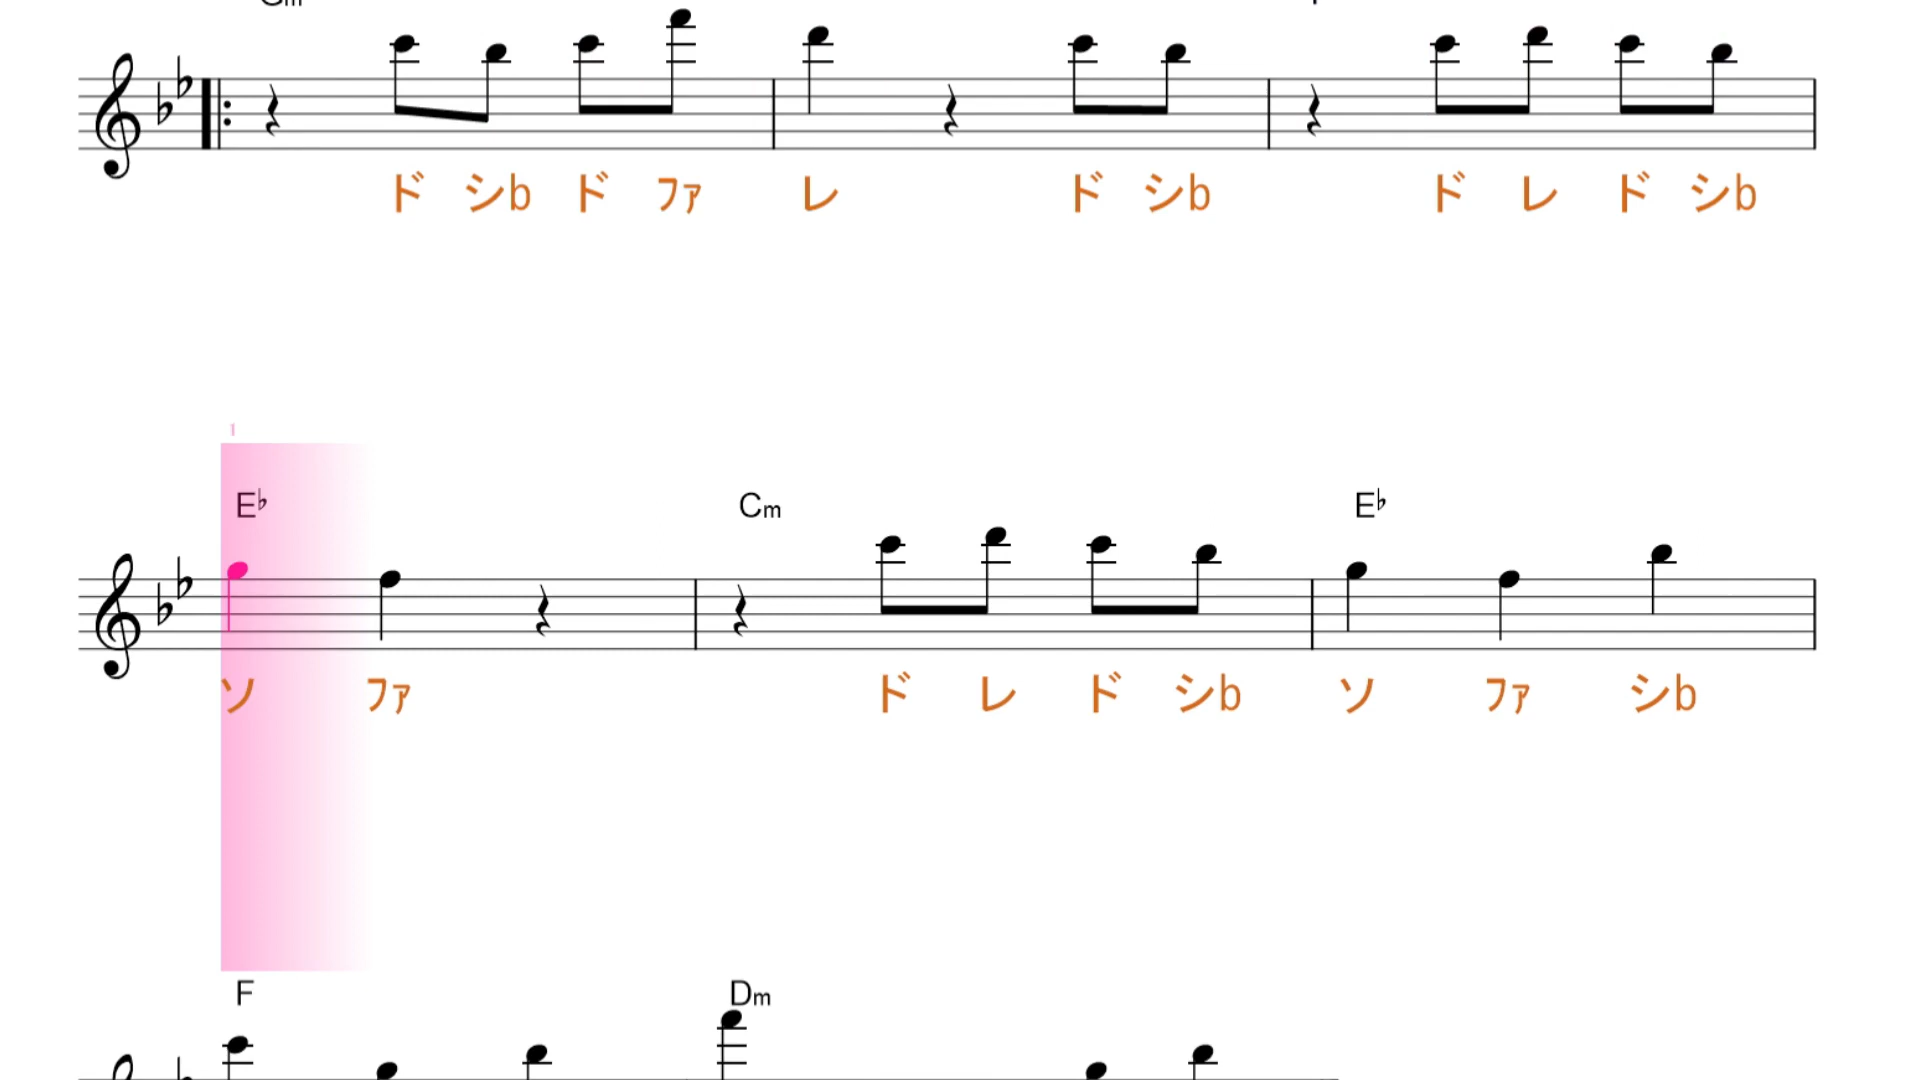 ド シb ド ﾌｧ レ ド シb ド レ ド シb
1
E♭ Cm E♭
ソ ﾌｧ ド レ ド シb ソ ﾌｧ シb
F Dm